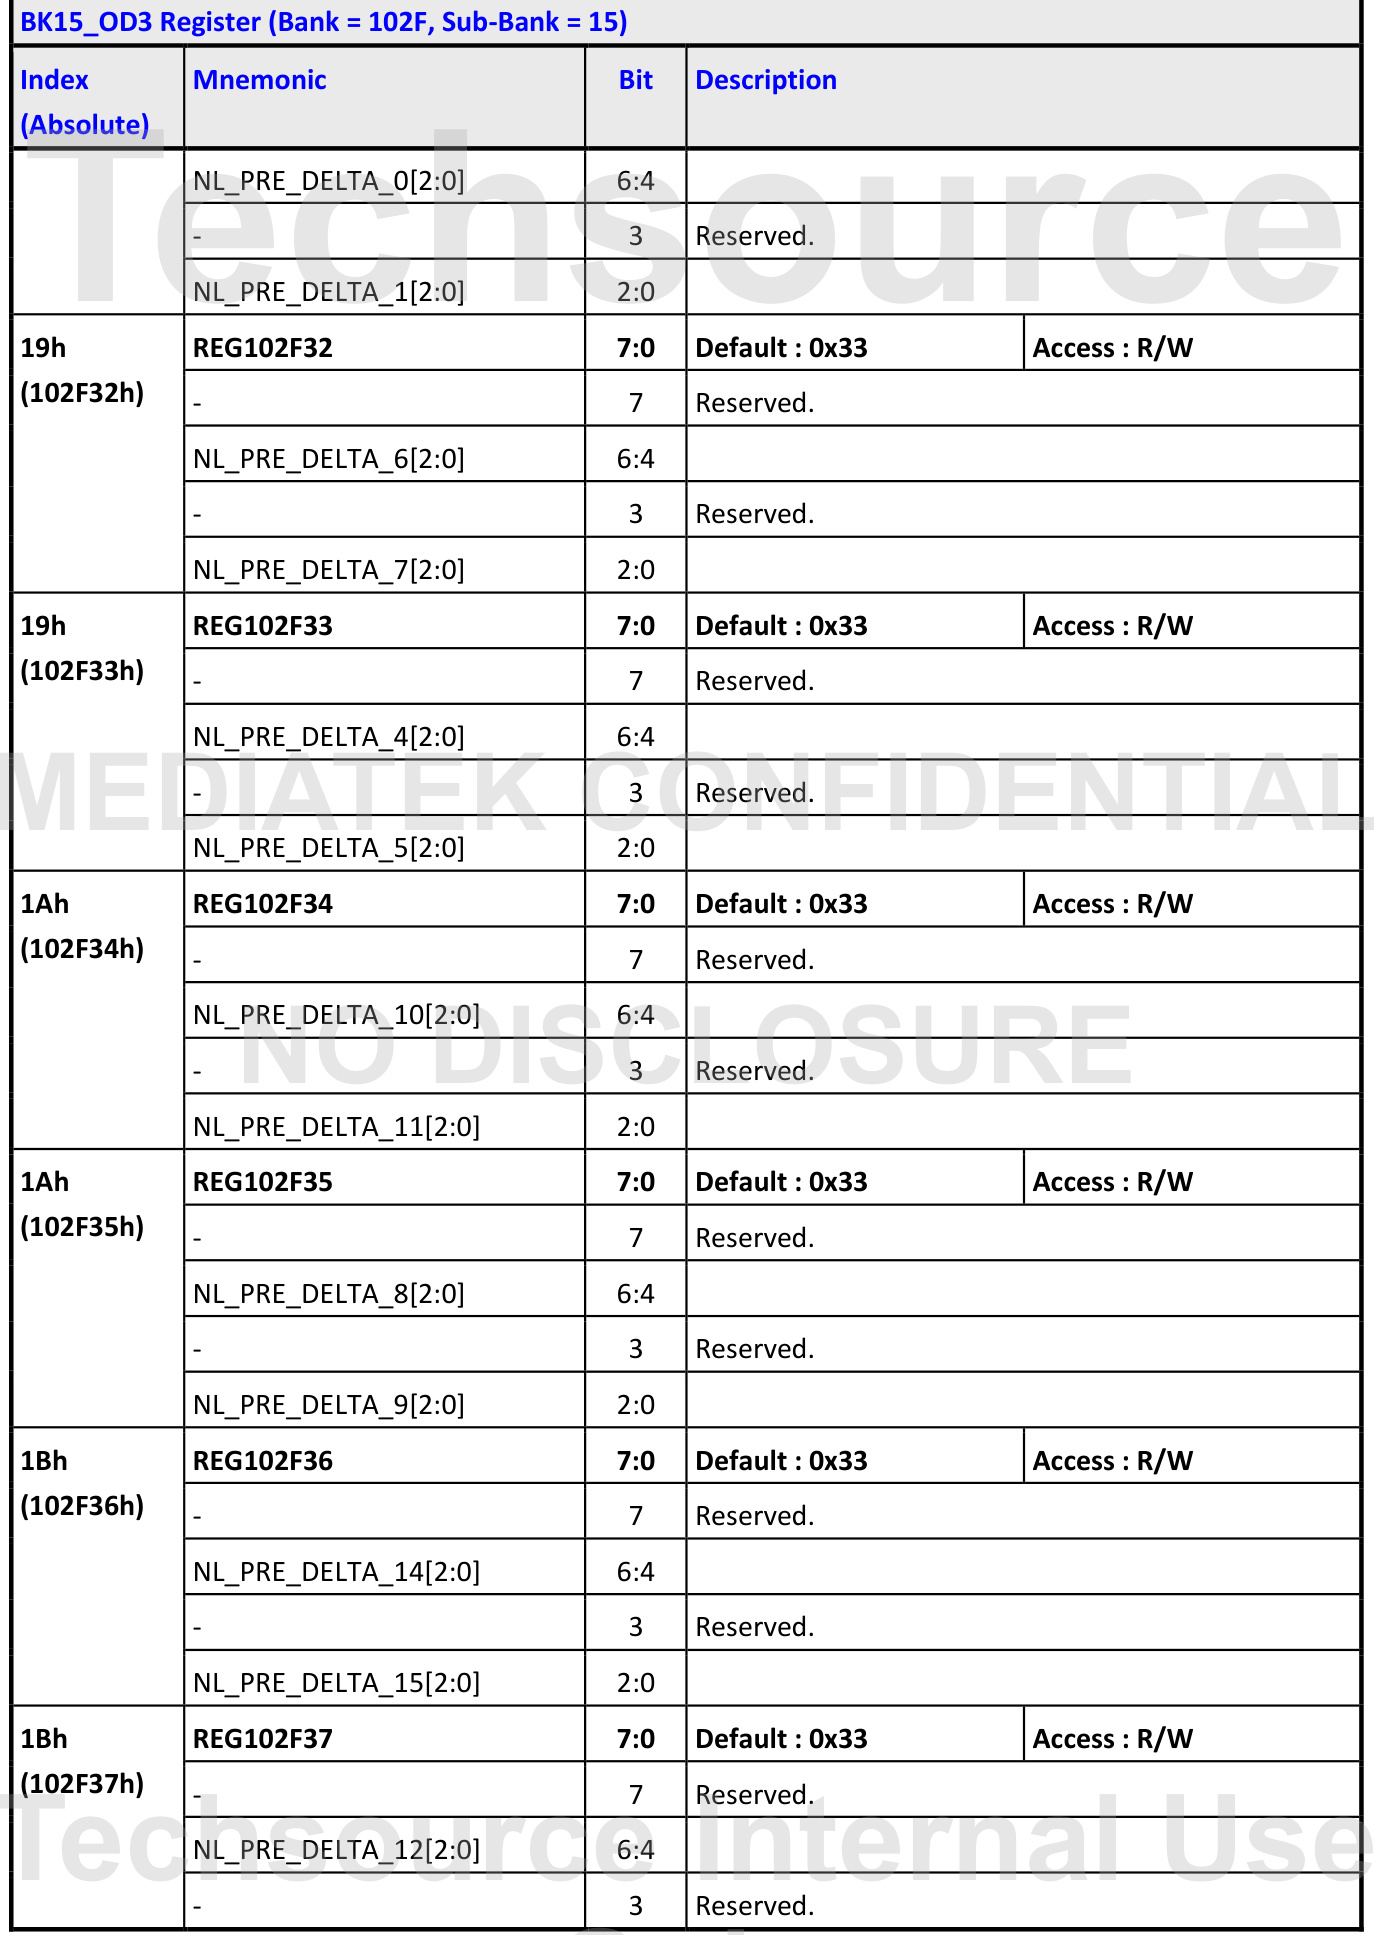 BK15_OD3 Register (Bank = 102F, Sub-Bank = 15)
Index (Absolute) Mnemonic Bit Description
NL_PRE_DELTA_0[2:0] 6:4
- 3 Reserved.
NL_PRE_DELTA_1[2:0] 2:0
19h (102F32h) REG102F32 7:0 Default : 0x33 Access : R/W
- 7 Reserved.
NL_PRE_DELTA_6[2:0] 6:4
- 3 Reserved.
NL_PRE_DELTA_7[2:0] 2:0
19h (102F33h) REG102F33 7:0 Default : 0x33 Access : R/W
- 7 Reserved.
NL_PRE_DELTA_4[2:0] 6:4
- 3 Reserved.
NL_PRE_DELTA_5[2:0] 2:0
1Ah (102F34h) REG102F34 7:0 Default : 0x33 Access : R/W
- 7 Reserved.
NL_PRE_DELTA_10[2:0] 6:4
- 3 Reserved.
NL_PRE_DELTA_11[2:0] 2:0
1Ah (102F35h) REG102F35 7:0 Default : 0x33 Access : R/W
- 7 Reserved.
NL_PRE_DELTA_8[2:0] 6:4
- 3 Reserved.
NL_PRE_DELTA_9[2:0] 2:0
1Bh (102F36h) REG102F36 7:0 Default : 0x33 Access : R/W
- 7 Reserved.
NL_PRE_DELTA_14[2:0] 6:4
- 3 Reserved.
NL_PRE_DELTA_15[2:0] 2:0
1Bh (102F37h) REG102F37 7:0 Default : 0x33 Access : R/W
- 7 Reserved.
NL_PRE_DELTA_12[2:0] 6:4
- 3 Reserved.
Techsource
MEDIATEK CONFIDENTIAL
NO DISCLOSURE
Techsource Internal Use